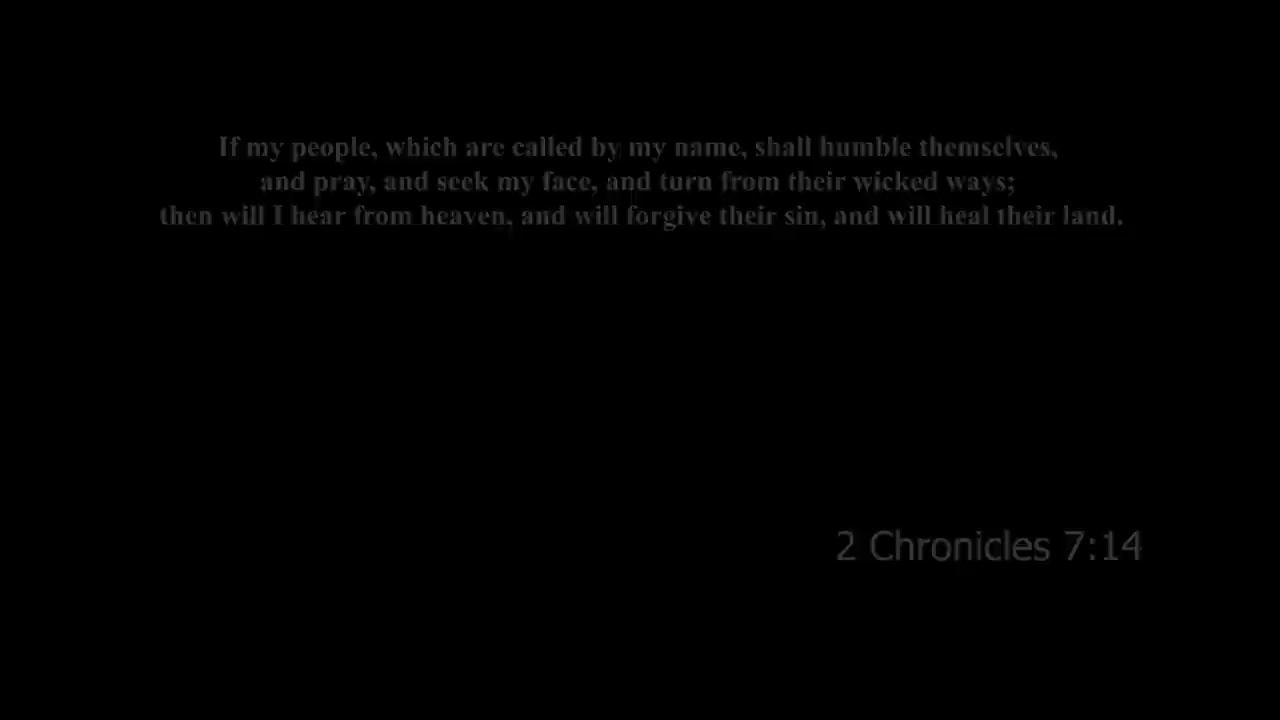 If my people, which are called by my name, shall humble themselves,
and pray, and seek my face, and turn from their wicked ways;
then will I hear from heaven, and will forgive their sin, and will heal their land.
2 Chronicles 7:14